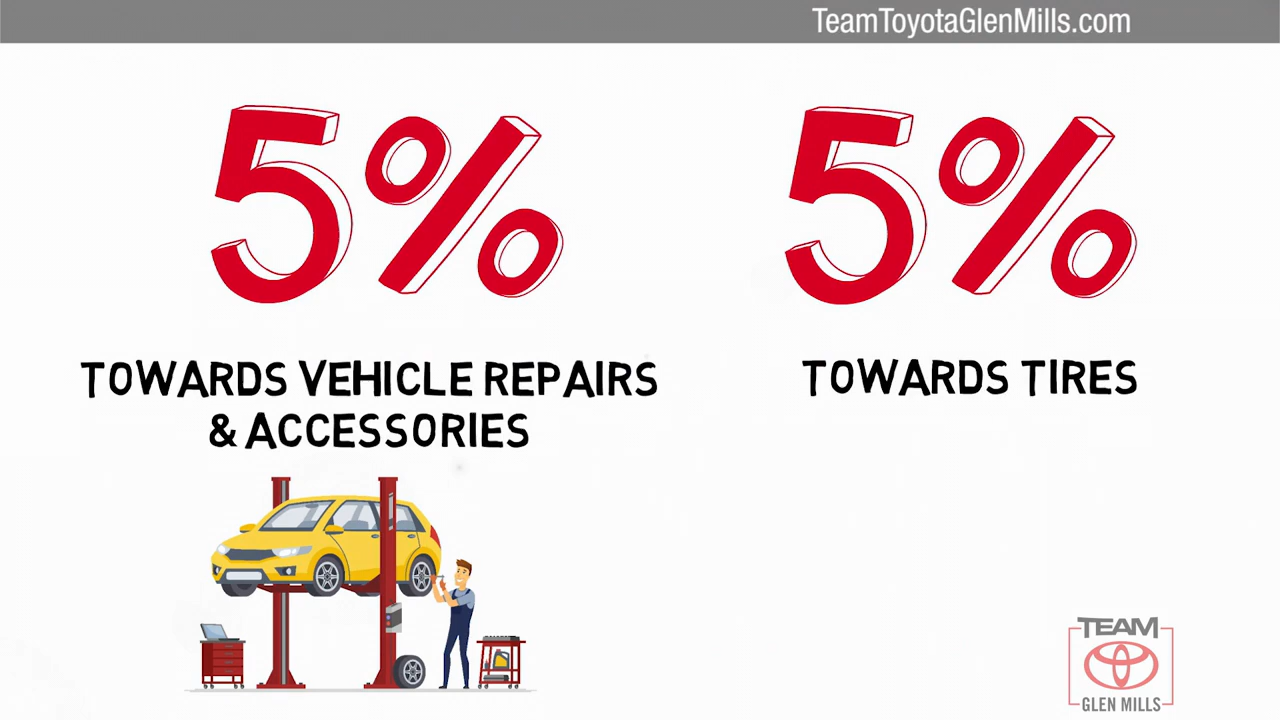 TeamToyotaGlenMills.com
5%
TOWARDS VEHICLE REPAIRS
& ACCESSORIES
5%
TOWARDS TIRES
TEAM
GLEN MILLS